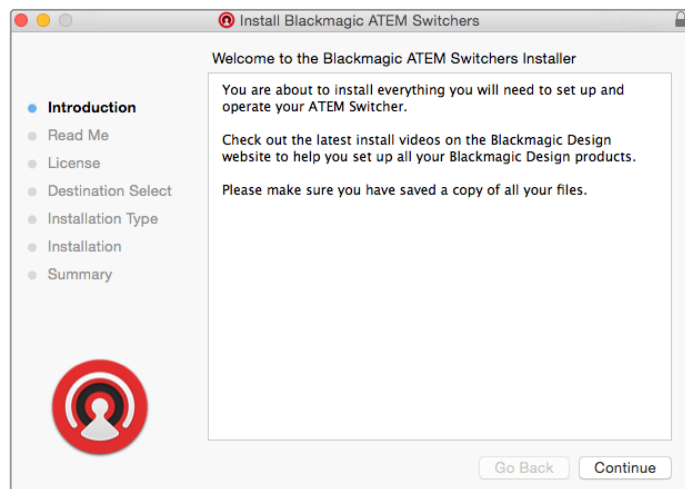 Install Blackmagic ATEM Switchers
Welcome to the Blackmagic ATEM Switchers Installer
Introduction
Read Me
License
Destination Select
Installation Type
Installation
Summary
You are about to install everything you will need to set up and
operate your ATEM Switcher.
Check out the latest install videos on the Blackmagic Design
website to help you set up all your Blackmagic Design products.
Please make sure you have saved a copy of all your files.
Go Back
Continue